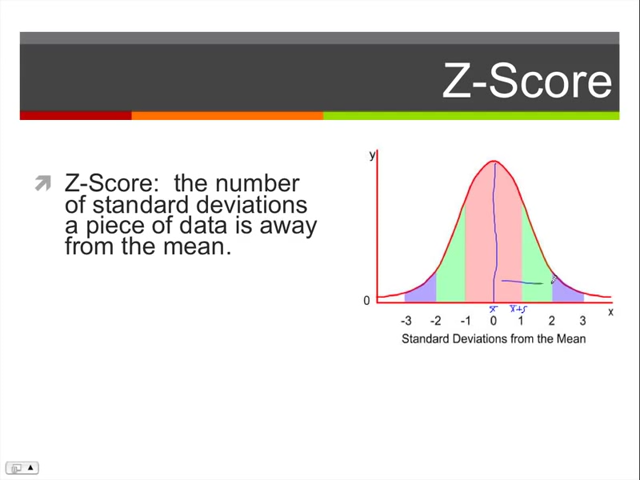 Z-Score
Z-Score: the number
of standard deviations
a piece of data is away
from the mean.
y
0
x
x̄ x̄+s
-3 -2 -1 0 1 2 3
Standard Deviations from the Mean